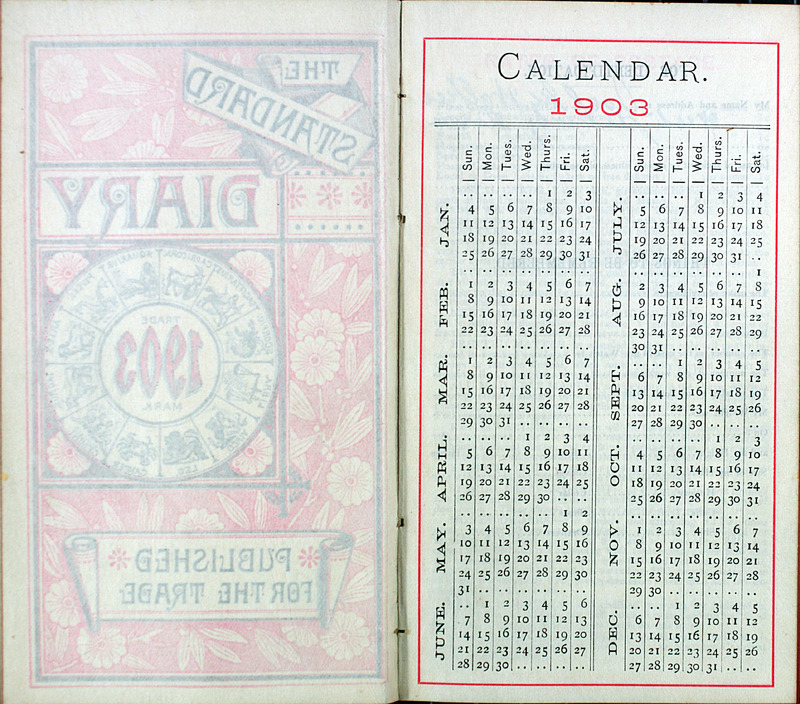 THE
STANDARD
DIARY
TRADE
1903
MARK
LEO
PUBLISHED
FOR THE TRADE
CALENDAR.
1903
Sun. Mon. Tues. Wed. Thurs. Fri. Sat.
JAN.
.. .. .. .. 1 2 3
4 5 6 7 8 9 10
11 12 13 14 15 16 17
18 19 20 21 22 23 24
25 26 27 28 29 30 31
FEB.
.. .. .. .. .. .. ..
1 2 3 4 5 6 7
8 9 10 11 12 13 14
15 16 17 18 19 20 21
22 23 24 25 26 27 28
MAR.
.. .. .. .. .. .. ..
1 2 3 4 5 6 7
8 9 10 11 12 13 14
15 16 17 18 19 20 21
22 23 24 25 26 27 28
29 30 31 .. .. .. ..
APRIL.
.. .. .. 1 2 3 4
5 6 7 8 9 10 11
12 13 14 15 16 17 18
19 20 21 22 23 24 25
26 27 28 29 30 .. ..
MAY.
.. .. .. .. .. 1 2
3 4 5 6 7 8 9
10 11 12 13 14 15 16
17 18 19 20 21 22 23
24 25 26 27 28 29 30
31 .. .. .. .. .. ..
JUNE.
.. 1 2 3 4 5 6
7 8 9 10 11 12 13
14 15 16 17 18 19 20
21 22 23 24 25 26 27
28 29 30 .. .. .. ..
Sun. Mon. Tues. Wed. Thurs. Fri. Sat.
JULY.
.. .. .. 1 2 3 4
5 6 7 8 9 10 11
12 13 14 15 16 17 18
19 20 21 22 23 24 25
26 27 28 29 30 31 ..
AUG.
.. .. .. .. .. .. 1
2 3 4 5 6 7 8
9 10 11 12 13 14 15
16 17 18 19 20 21 22
23 24 25 26 27 28 29
30 31 .. .. .. .. ..
SEPT.
.. .. 1 2 3 4 5
6 7 8 9 10 11 12
13 14 15 16 17 18 19
20 21 22 23 24 25 26
27 28 29 30 .. .. ..
OCT.
.. .. .. .. 1 2 3
4 5 6 7 8 9 10
11 12 13 14 15 16 17
18 19 20 21 22 23 24
25 26 27 28 29 30 31
NOV.
.. .. .. .. .. .. ..
1 2 3 4 5 6 7
8 9 10 11 12 13 14
15 16 17 18 19 20 21
22 23 24 25 26 27 28
29 30 .. .. .. .. ..
DEC.
.. .. 1 2 3 4 5
6 7 8 9 10 11 12
13 14 15 16 17 18 19
20 21 22 23 24 25 26
27 28 29 30 31 .. ..